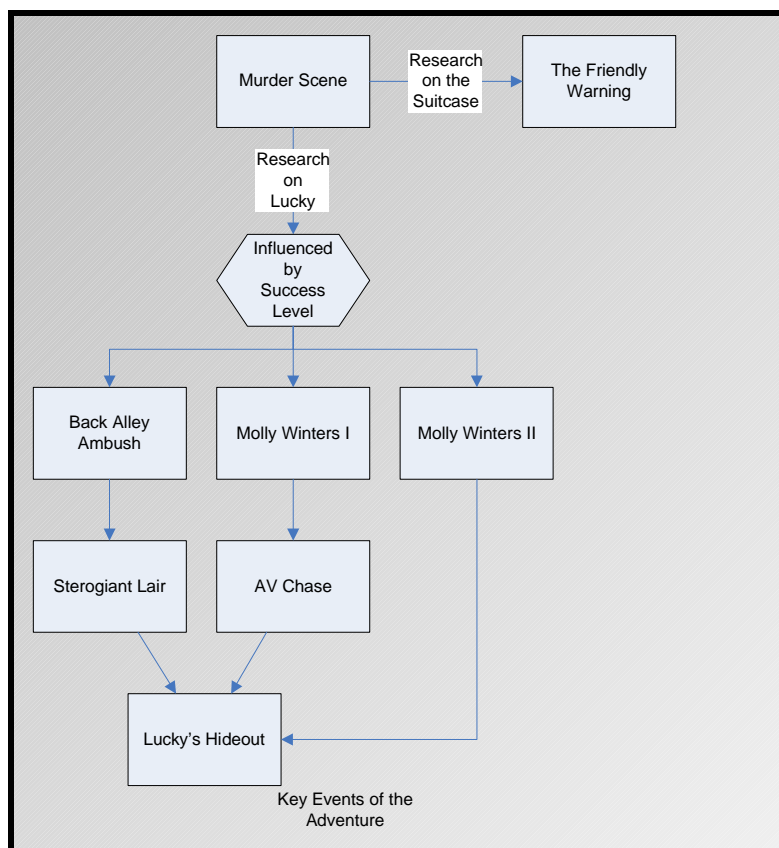 Murder Scene
Research
on the
Suitcase
The Friendly
Warning
Research
on
Lucky
Influenced
by
Success
Level
Back Alley
Ambush
Molly Winters I
Molly Winters II
Sterogiant Lair
AV Chase
Lucky's Hideout
Key Events of the
Adventure